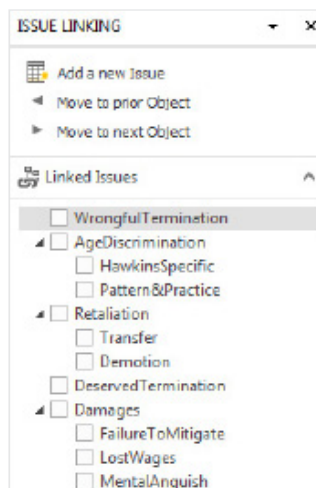 ISSUE LINKING
Add a new Issue
Move to prior Object
Move to next Object
Linked Issues
WrongfulTermination
AgeDiscrimination
HawkinsSpecific
Pattern&Practice
Retaliation
Transfer
Demotion
DeservedTermination
Damages
FailureToMitigate
LostWages
MentalAnguish